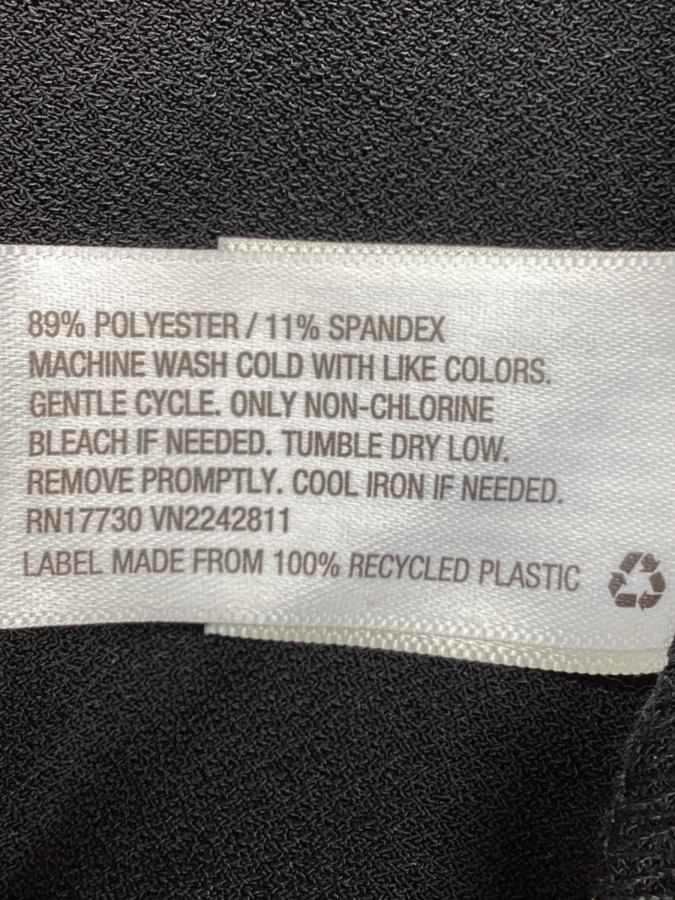 89% POLYESTER / 11% SPANDEX
MACHINE WASH COLD WITH LIKE COLORS.
GENTLE CYCLE. ONLY NON-CHLORINE
BLEACH IF NEEDED. TUMBLE DRY LOW.
REMOVE PROMPTLY. COOL IRON IF NEEDED.
RN17730 VN2242811
LABEL MADE FROM 100% RECYCLED PLASTIC